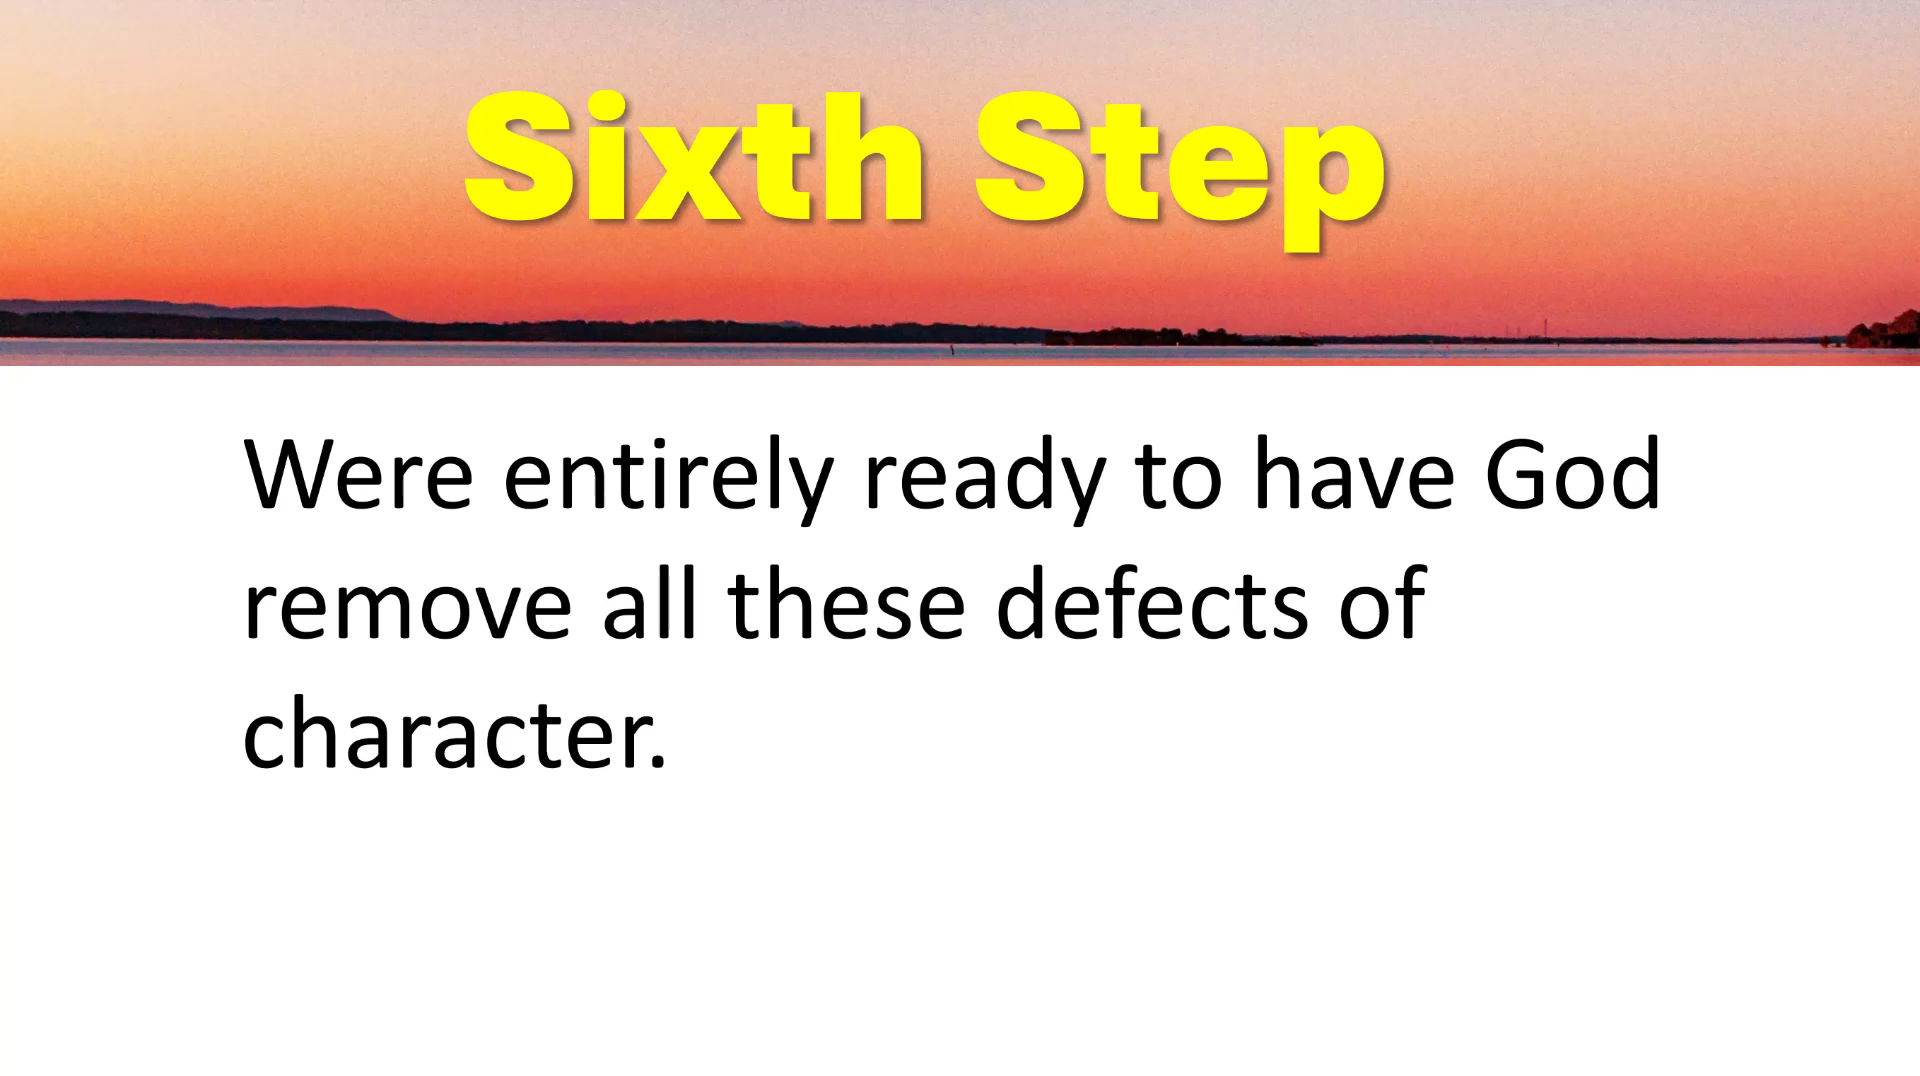 Sixth Step
Were entirely ready to have God
remove all these defects of
character.